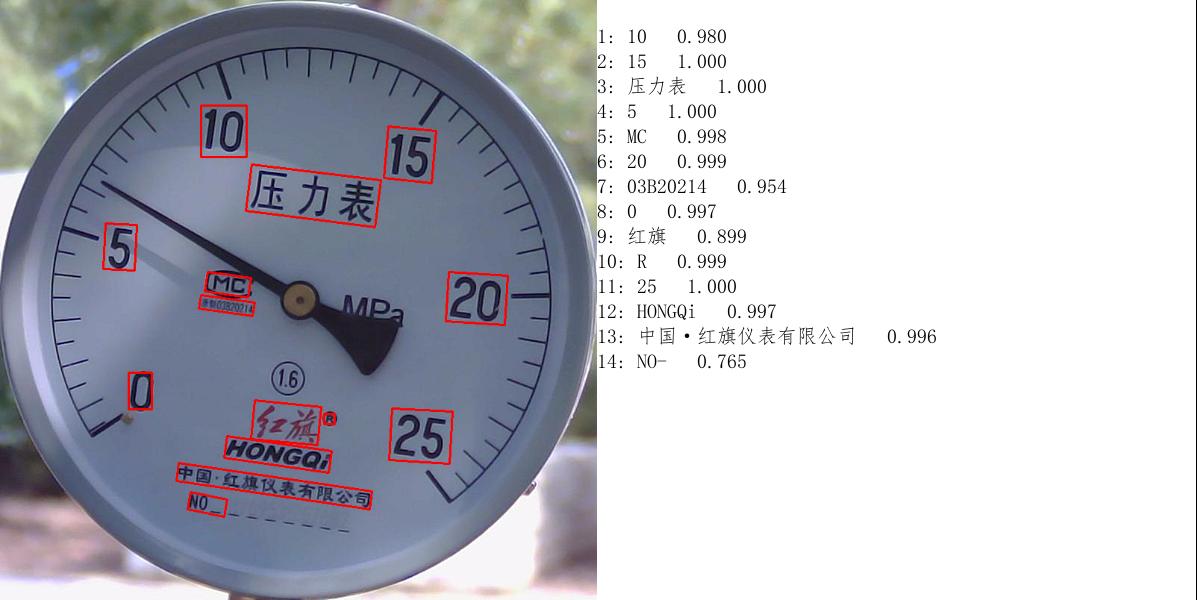 10
15
压力表
5
MC
20
MPa
0
1.6
25
红旗®
HONGQi
中国·红旗仪表有限公司
NO_
1: 10 0.980
2: 15 1.000
3: 压力表 1.000
4: 5 1.000
5: MC 0.998
6: 20 0.999
7: 03B20214 0.954
8: 0 0.997
9: 红旗 0.899
10: R 0.999
11: 25 1.000
12: HONGQi 0.997
13: 中国·红旗仪表有限公司 0.996
14: NO- 0.765